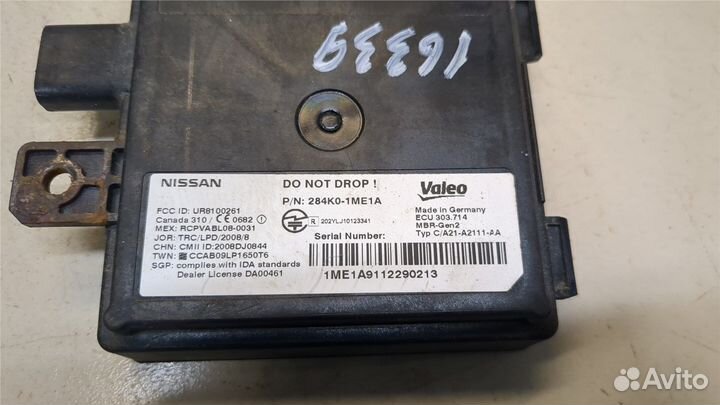 16339
NISSAN
DO NOT DROP !
Valeo
P/N: 284K0-1ME1A
FCC ID: UR8100261
Canada 310 / CE 0682 !
MEX: RCPVABL08-0031
JOR: TRC/LPD/2008/8
CHN: CMII ID:2008DJ0844
TWN: CCAB09LP1650T6
SGP: complies with IDA standards
Dealer License DA00461
R 202YLJ10123341
Serial Number:
1ME1A9112290213
Made in Germany
ECU 303.714
MBR-Gen2
Typ C/A21-A2111-AA
Avito